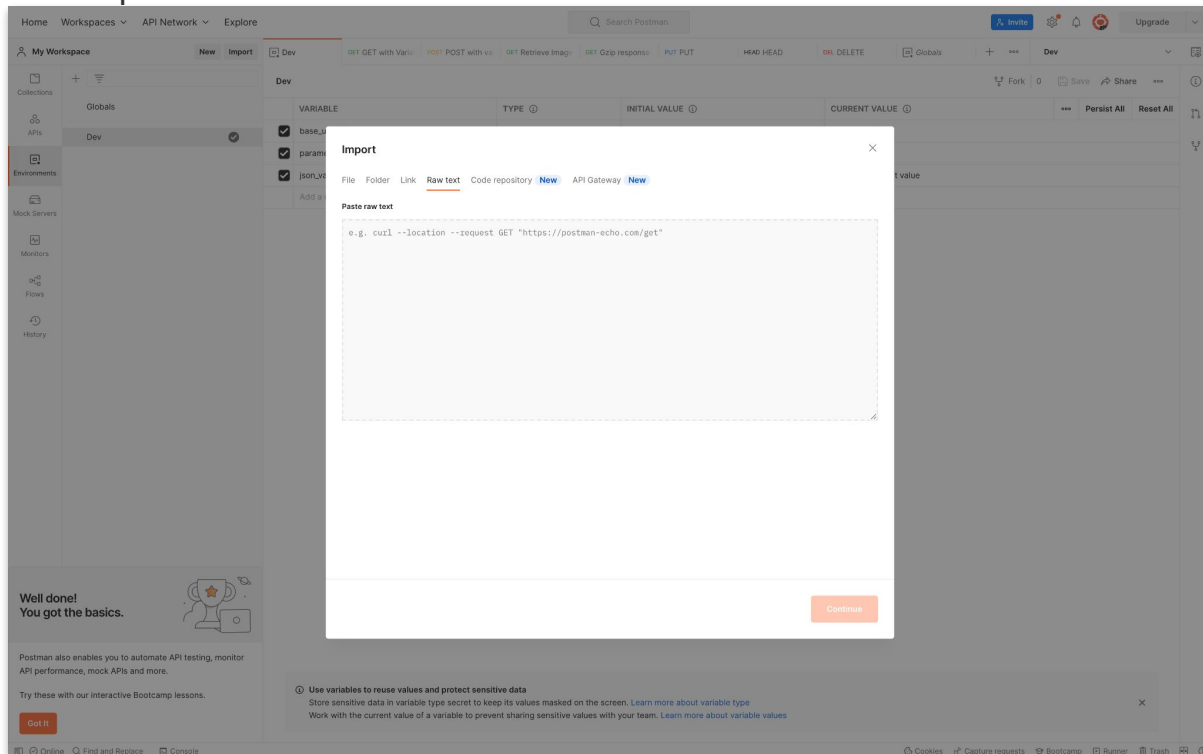 Home Workspaces API Network Explore Search Postman Invite Upgrade
My Workspace New Import Dev GET GET with Varia POST POST with va GET Retrieve Image GET Gzip response PUT PUT HEAD HEAD DEL DELETE Globals Dev
Collections
Globals
APIs
Dev
Environments
Mock Servers
Monitors
Flows
History
Dev Fork 0 Save Share
VARIABLE TYPE INITIAL VALUE CURRENT VALUE Persist All Reset All
base_u
parame
json_va t value
Add a
Import
File Folder Link Raw text Code repository New API Gateway New
Paste raw text
e.g. curl --location --request GET "https://postman-echo.com/get"
Continue
Well done!
You got the basics.
Postman also enables you to automate API testing, monitor
API performance, mock APIs and more.
Try these with our interactive Bootcamp lessons.
Got It
Use variables to reuse values and protect sensitive data
Store sensitive data in variable type secret to keep its values masked on the screen. Learn more about variable type
Work with the current value of a variable to prevent sharing sensitive values with your team. Learn more about variable values
Online Find and Replace Console Cookies Capture requests Bootcamp Runner Trash